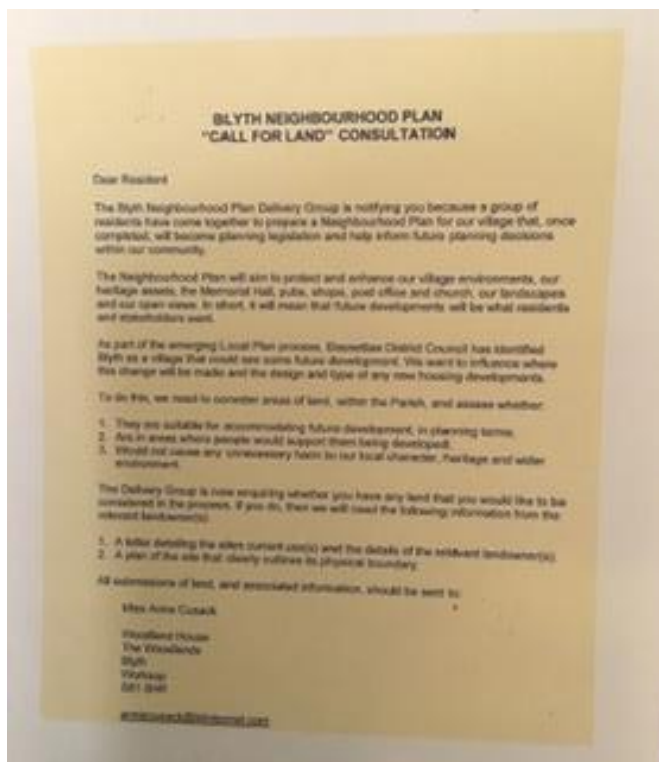 BLYTH NEIGHBOURHOOD PLAN
"CALL FOR LAND" CONSULTATION
Dear Resident
The Blyth Neighbourhood Plan Delivery Group is notifying you because a group of
residents have come together to prepare a Neighbourhood Plan for our village that, once
completed, will become planning legislation and help inform future planning decisions
within our community.
The Neighbourhood Plan will aim to protect and enhance our village environments, our
heritage assets, the Memorial Hall, pubs, shops, post office and church, our landscapes
and our open views. In short, it will mean that future developments will be what residents
and stakeholders want.
As part of the emerging Local Plan process, Bassetlaw District Council has identified
Blyth as a village that could see some future development. We want to influence where
this change will be made and the design and type of any new housing developments.
To do this, we need to consider areas of land, within the Parish, and assess whether:
1. They are suitable for accommodating future development, in planning terms.
2. Are in areas where people would support them being developed.
3. Would not cause any unnecessary harm to our local character, heritage and wider
environment.
The Delivery Group is now enquiring whether you have any land that you would like to be
considered in the process. If you do, then we will need the following information from the
relevant landowner(s):
1. A letter detailing the sites current use(s) and the details of the relevant landowner(s).
2. A plan of the site that clearly outlines its physical boundary.
All submissions of land, and associated information, should be sent to:
Miss Anne Cusack
Woodland House
The Woodlands
Blyth
Worksop